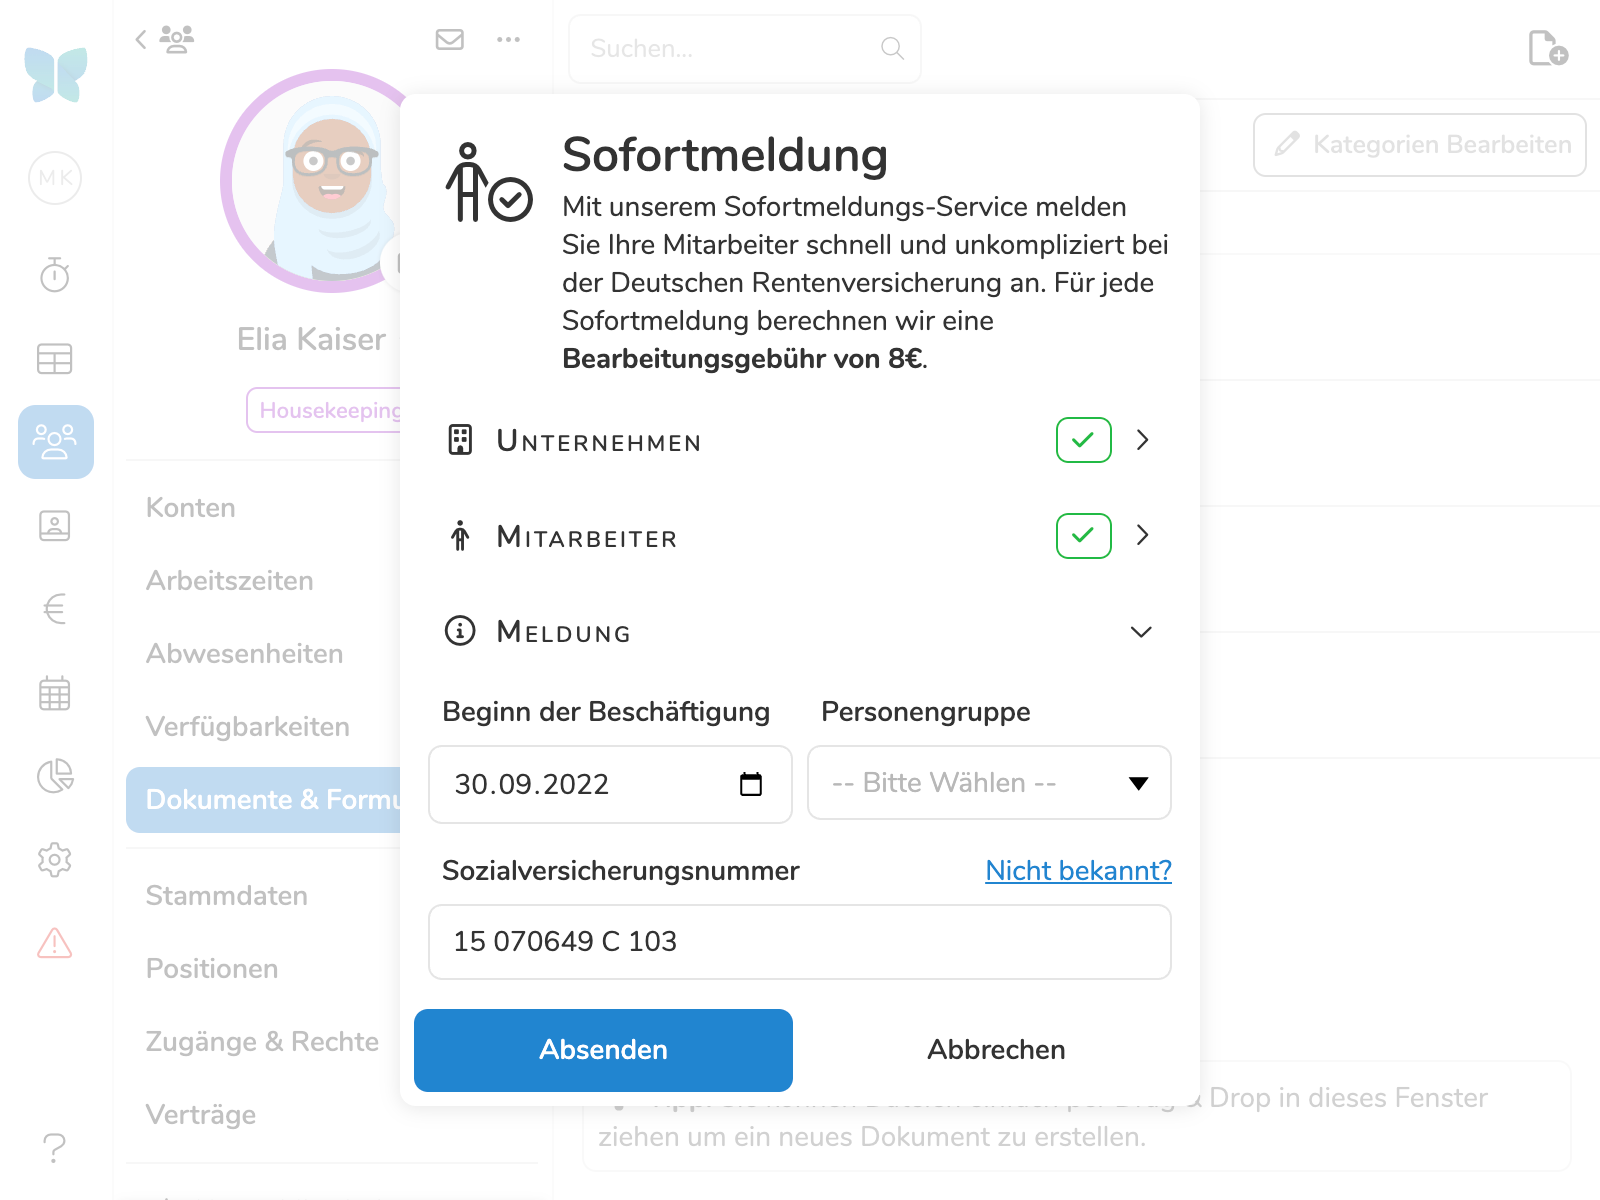 MK
Elia Kaiser
Housekeeping
Konten
Arbeitszeiten
Abwesenheiten
Verfügbarkeiten
Dokumente & Formu
Stammdaten
Positionen
Zugänge & Rechte
Verträge
Suchen...
Kategorien Bearbeiten
Sofortmeldung
Mit unserem Sofortmeldungs-Service melden
Sie Ihre Mitarbeiter schnell und unkompliziert bei
der Deutschen Rentenversicherung an. Für jede
Sofortmeldung berechnen wir eine
Bearbeitungsgebühr von 8€.
Unternehmen
Mitarbeiter
Meldung
Beginn der Beschäftigung
Personengruppe
30.09.2022
-- Bitte Wählen --
Sozialversicherungsnummer
Nicht bekannt?
15 070649 C 103
Absenden
Abbrechen
& Drop in dieses Fenster
ziehen um ein neues Dokument zu erstellen.